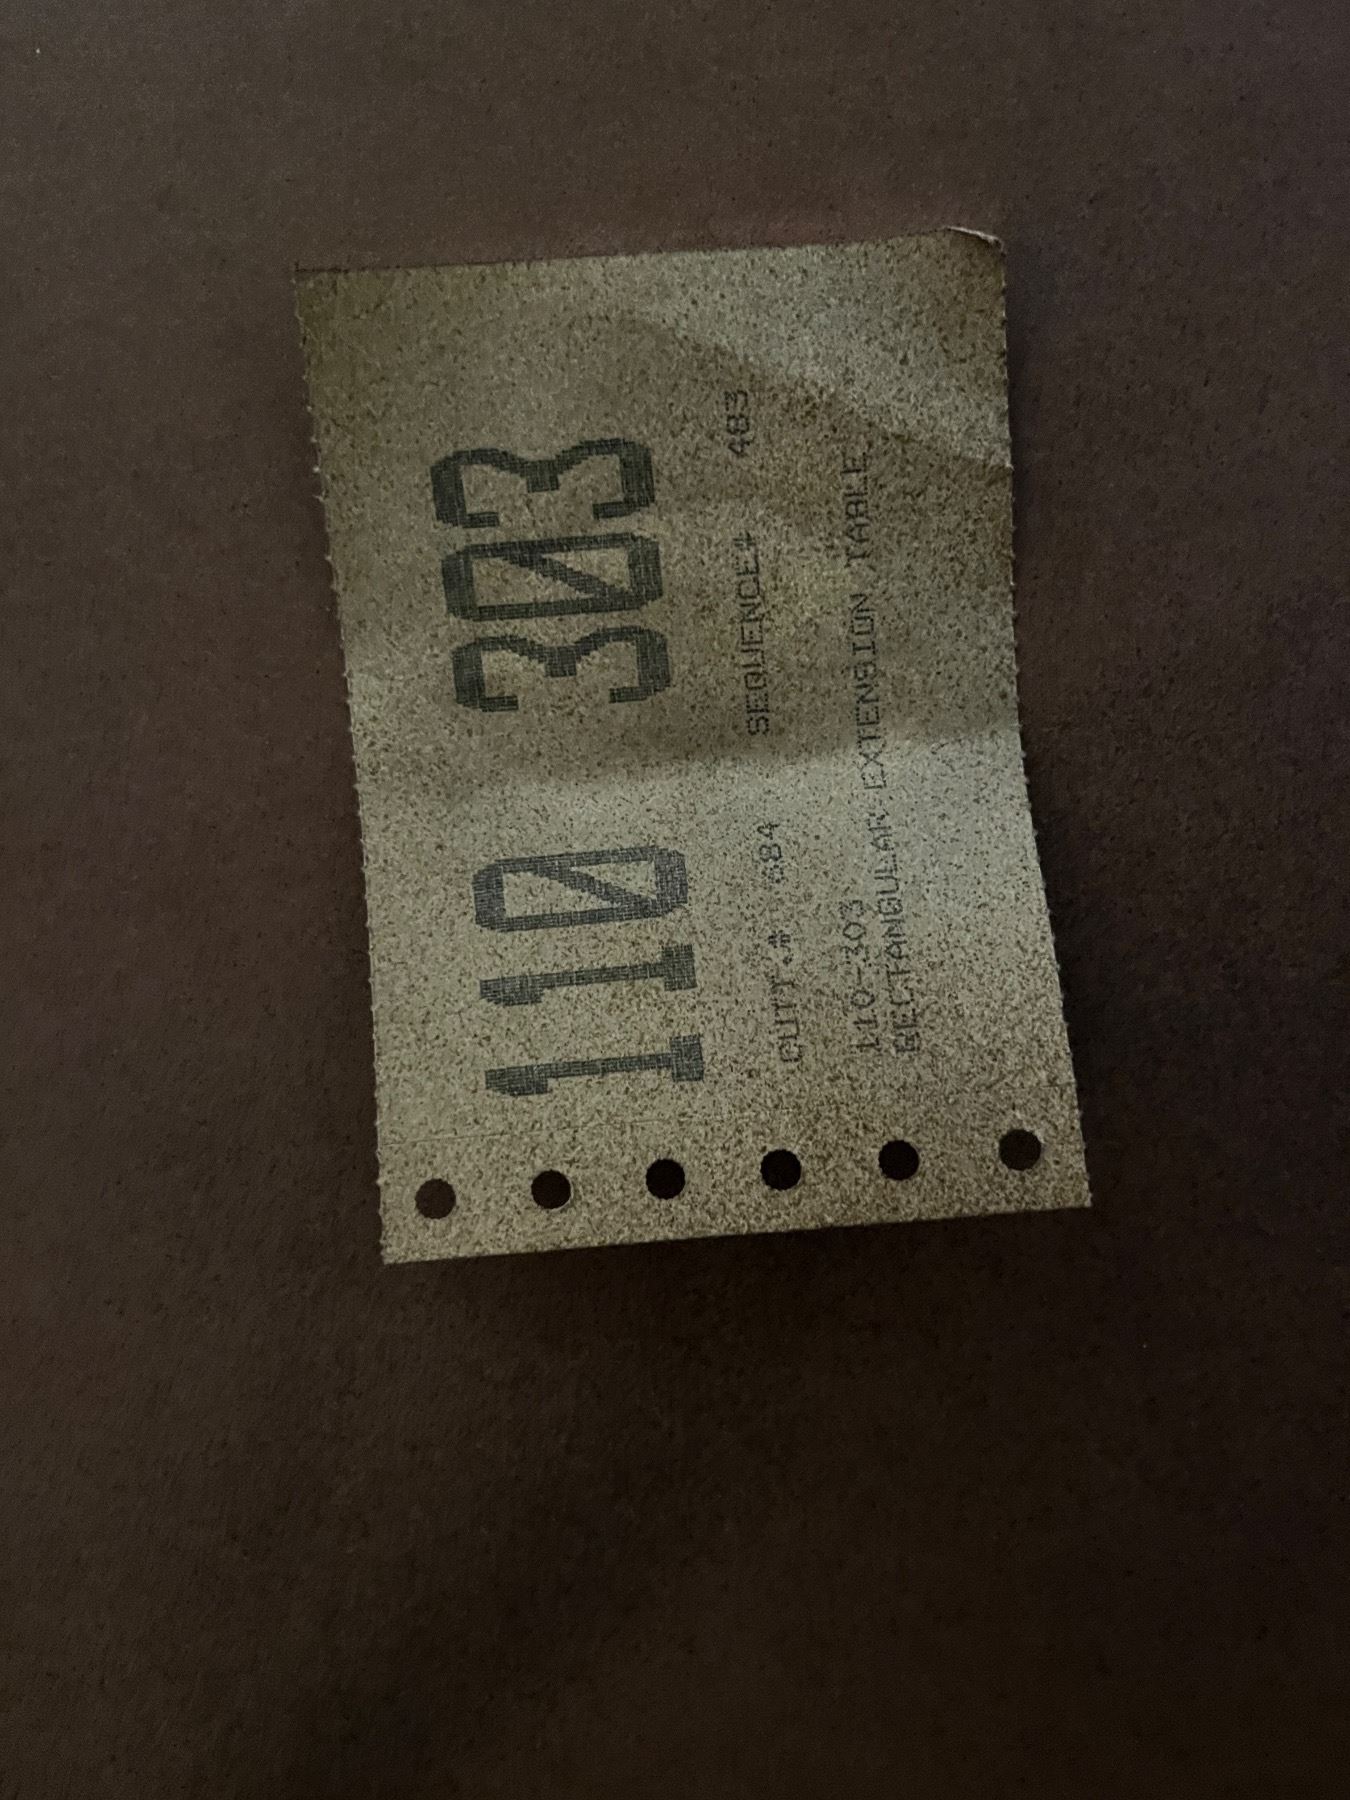 110 303
CUTT.# 684 SEQUENCE# 483
110-303
RECTANGULAR EXTENSION TABLE